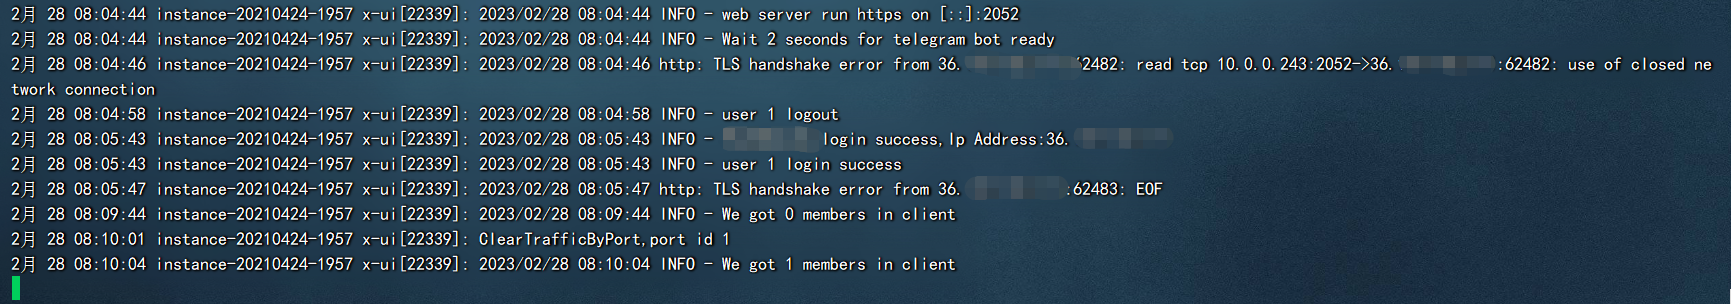 2月 28 08:04:44 instance-20210424-1957 x-ui[22339]: 2023/02/28 08:04:44 INFO - web server run https on [::]:2052
2月 28 08:04:44 instance-20210424-1957 x-ui[22339]: 2023/02/28 08:04:44 INFO - Wait 2 seconds for telegram bot ready
2月 28 08:04:46 instance-20210424-1957 x-ui[22339]: 2023/02/28 08:04:46 http: TLS handshake error from 36. 62482: read tcp 10.0.0.243:2052->36. :62482: use of closed ne
twork connection
2月 28 08:04:58 instance-20210424-1957 x-ui[22339]: 2023/02/28 08:04:58 INFO - user 1 logout
2月 28 08:05:43 instance-20210424-1957 x-ui[22339]: 2023/02/28 08:05:43 INFO - login success,Ip Address:36.
2月 28 08:05:43 instance-20210424-1957 x-ui[22339]: 2023/02/28 08:05:43 INFO - user 1 login success
2月 28 08:05:47 instance-20210424-1957 x-ui[22339]: 2023/02/28 08:05:47 http: TLS handshake error from 36. :62483: EOF
2月 28 08:09:44 instance-20210424-1957 x-ui[22339]: 2023/02/28 08:09:44 INFO - We got 0 members in client
2月 28 08:10:01 instance-20210424-1957 x-ui[22339]: ClearTrafficByPort,port id 1
2月 28 08:10:04 instance-20210424-1957 x-ui[22339]: 2023/02/28 08:10:04 INFO - We got 1 members in client